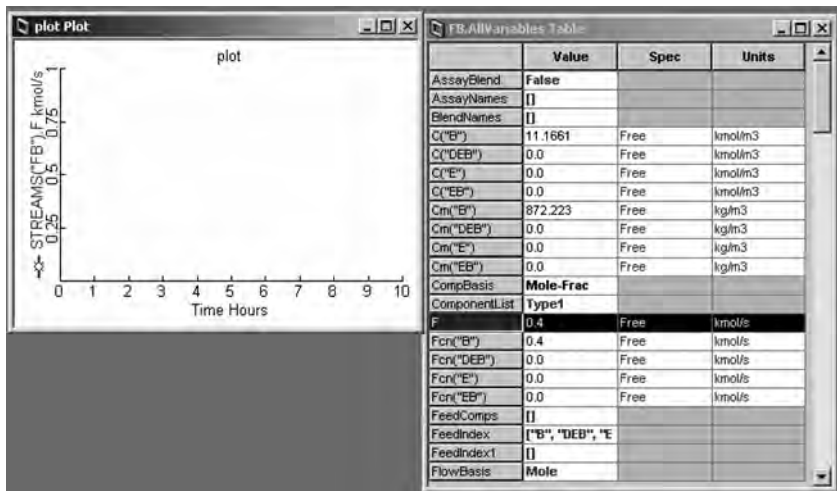 plot Plot
plot
STREAMS("FB").F kmol/s
1
0.75
0.5
0.25
0 1 2 3 4 5 6 7 8 9 10
Time Hours
FB.AllVariables Table
Value Spec Units
AssayBlend False
AssayNames []
BlendNames []
C("B") 11.1661 Free kmol/m3
C("DEB") 0.0 Free kmol/m3
C("E") 0.0 Free kmol/m3
C("EB") 0.0 Free kmol/m3
Cm("B") 872.223 Free kg/m3
Cm("DEB") 0.0 Free kg/m3
Cm("E") 0.0 Free kg/m3
Cm("EB") 0.0 Free kg/m3
CompBasis Mole-Frac
ComponentList Type1
F 0.4 Free kmol/s
Fcn("B") 0.4 Free kmol/s
Fcn("DEB") 0.0 Free kmol/s
Fcn("E") 0.0 Free kmol/s
Fcn("EB") 0.0 Free kmol/s
FeedComps []
FeedIndex ["B", "DEB", "E
FeedIndex1 []
FlowBasis Mole